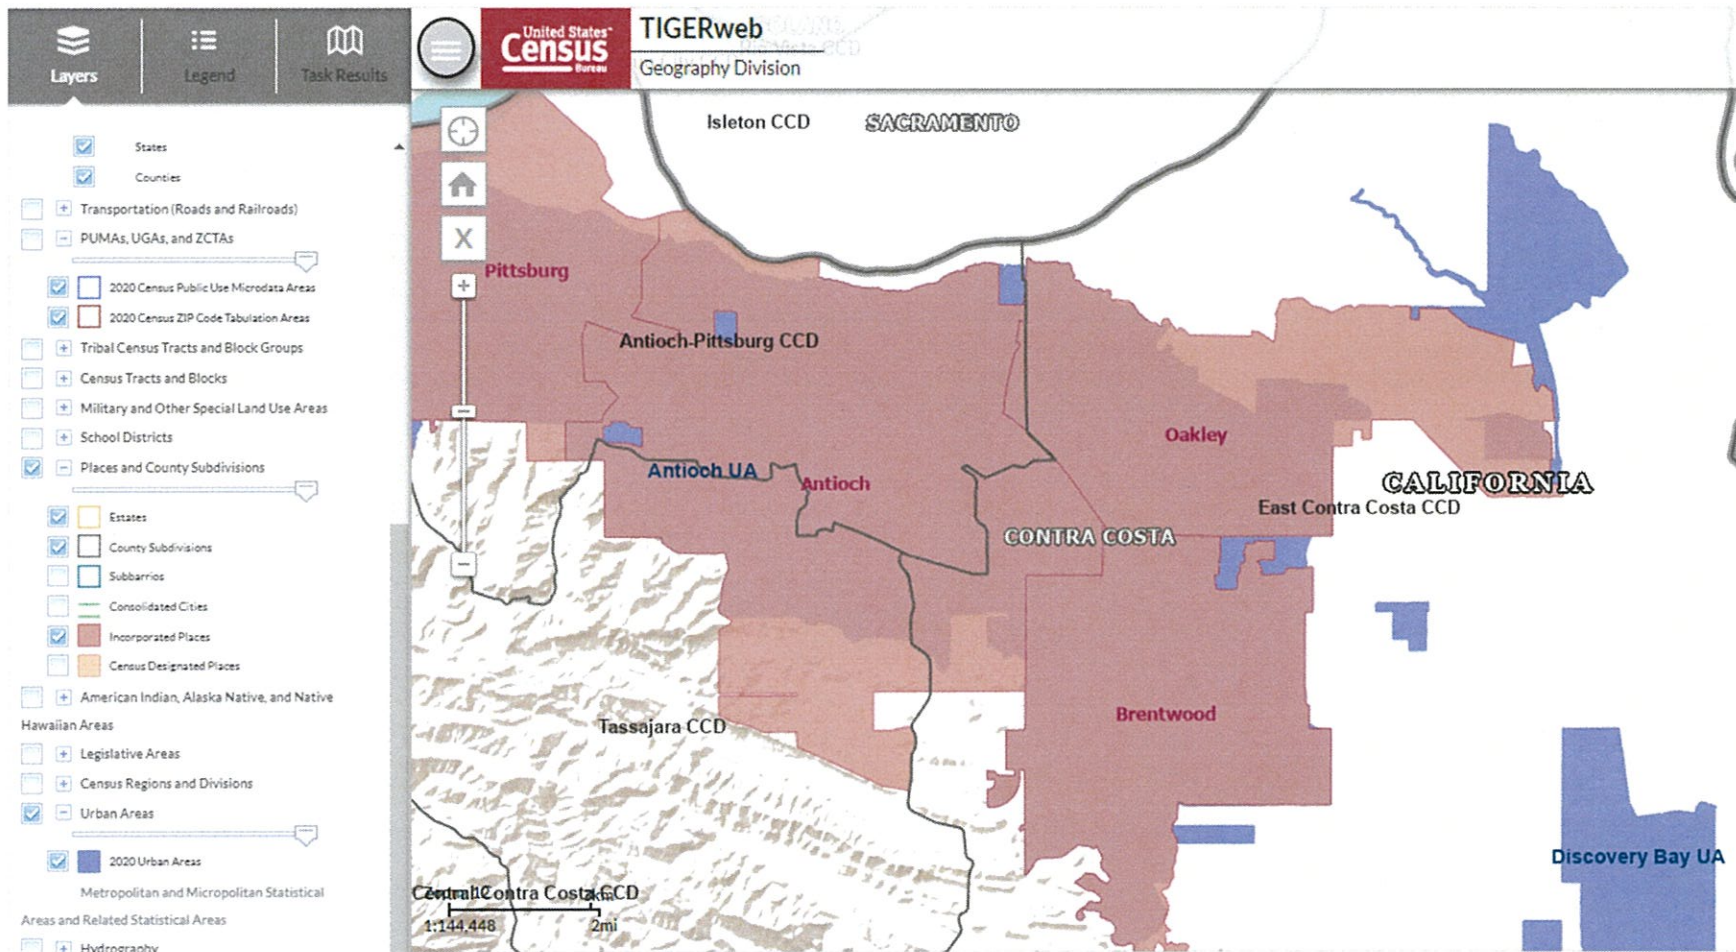 Layers
Legend
Task Results
United States
Census
Bureau
TIGERweb
Geography Division
States
Counties
Transportation (Roads and Railroads)
PUMAs, UGAs, and ZCTAs
2020 Census Public Use Microdata Areas
2020 Census ZIP Code Tabulation Areas
Tribal Census Tracts and Block Groups
Census Tracts and Blocks
Military and Other Special Land Use Areas
School Districts
Places and County Subdivisions
Estates
County Subdivisions
Subbarrios
Consolidated Cities
Incorporated Places
Census Designated Places
American Indian, Alaska Native, and Native
Hawaiian Areas
Legislative Areas
Census Regions and Divisions
Urban Areas
2020 Urban Areas
Metropolitan and Micropolitan Statistical
Areas and Related Statistical Areas
Hydrography
Isleton CCD
SACRAMENTO
X
Pittsburg
Antioch-Pittsburg CCD
Oakley
Antioch UA
Antioch
CALIFORNIA
East Contra Costa CCD
CONTRA COSTA
Brentwood
Tassajara CCD
Discovery Bay UA
Central Contra Costa CCD
1:144,448
2mi